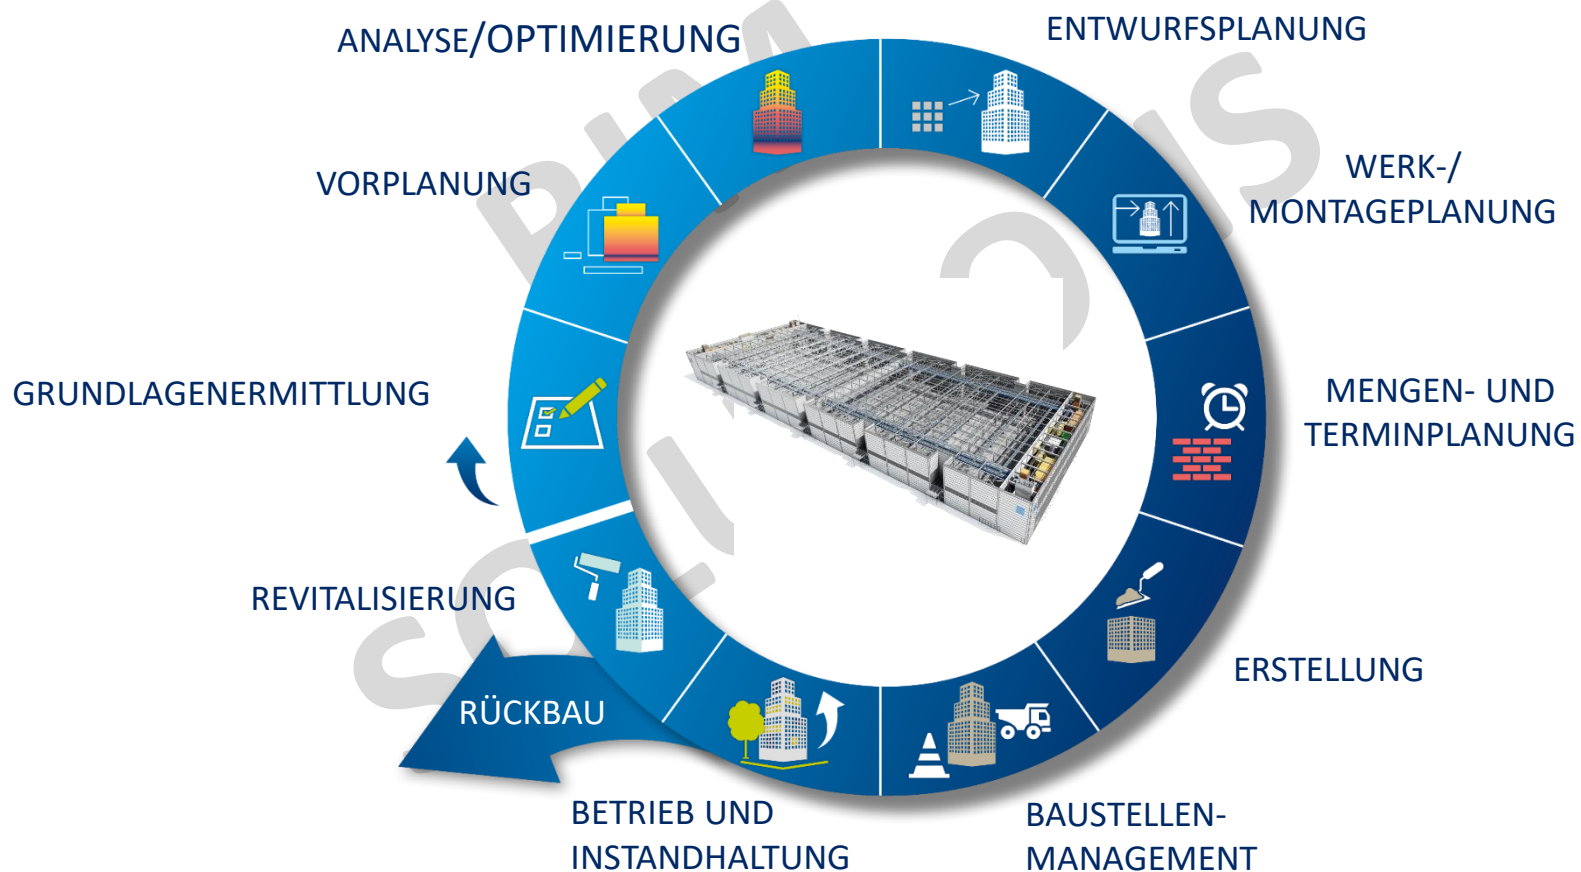 ANALYSE/OPTIMIERUNG
ENTWURFSPLANUNG
VORPLANUNG
WERK-/
MONTAGEPLANUNG
GRUNDLAGENERMITTLUNG
MENGEN- UND
TERMINPLANUNG
REVITALISIERUNG
ERSTELLUNG
RÜCKBAU
BETRIEB UND
INSTANDHALTUNG
BAUSTELLEN-
MANAGEMENT